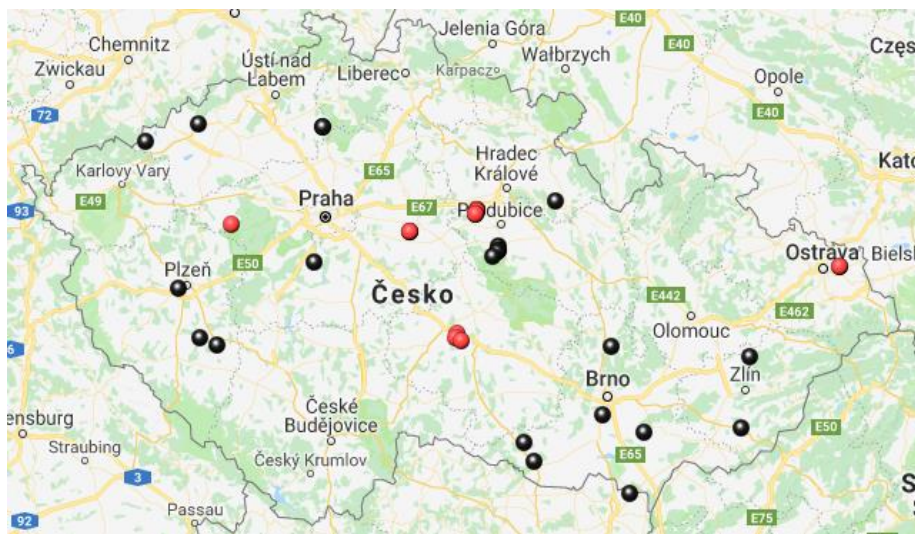 Jelenia Góra
E40
Chemnitz
E40
Częs
Zwickau
Ústí nad
Labem
Liberec
Karpacz
Wałbrzych
Opole
72
E40
Karlovy Vary
E65
Hradec
Králové
Kato
E49
Praha
93
E67
Pardubice
Plzeň
E50
Ostrava
Bielsk
Česko
E442
E462
Olomouc
6
Brno
Zlín
ensburg
České
Budějovice
E50
Straubing
Český Krumlov
E65
3
S
Passau
92
E75